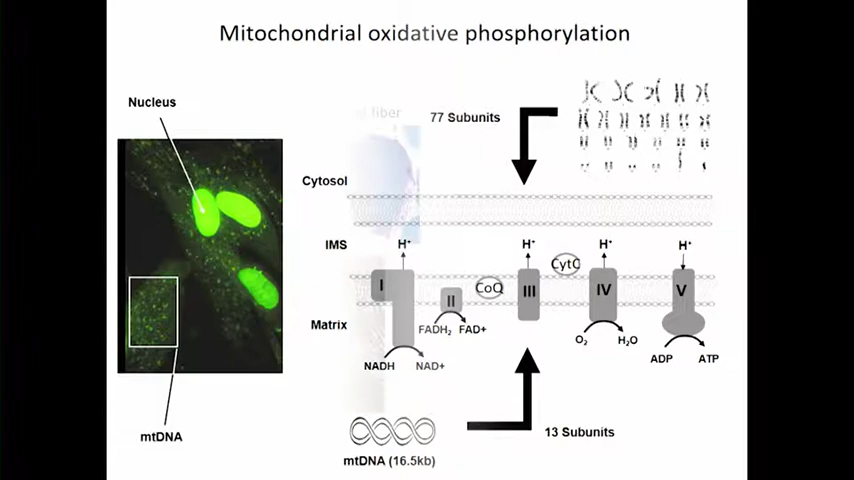 Mitochondrial oxidative phosphorylation
Nucleus
fiber
77 Subunits
Cytosol
IMS
H⁺
H⁺
H⁺
H⁺
CytC
I
II
CoQ
III
IV
V
Matrix
FADH₂
FAD+
O₂
H₂O
NADH
NAD+
ADP
ATP
mtDNA
13 Subunits
mtDNA (16.5kb)